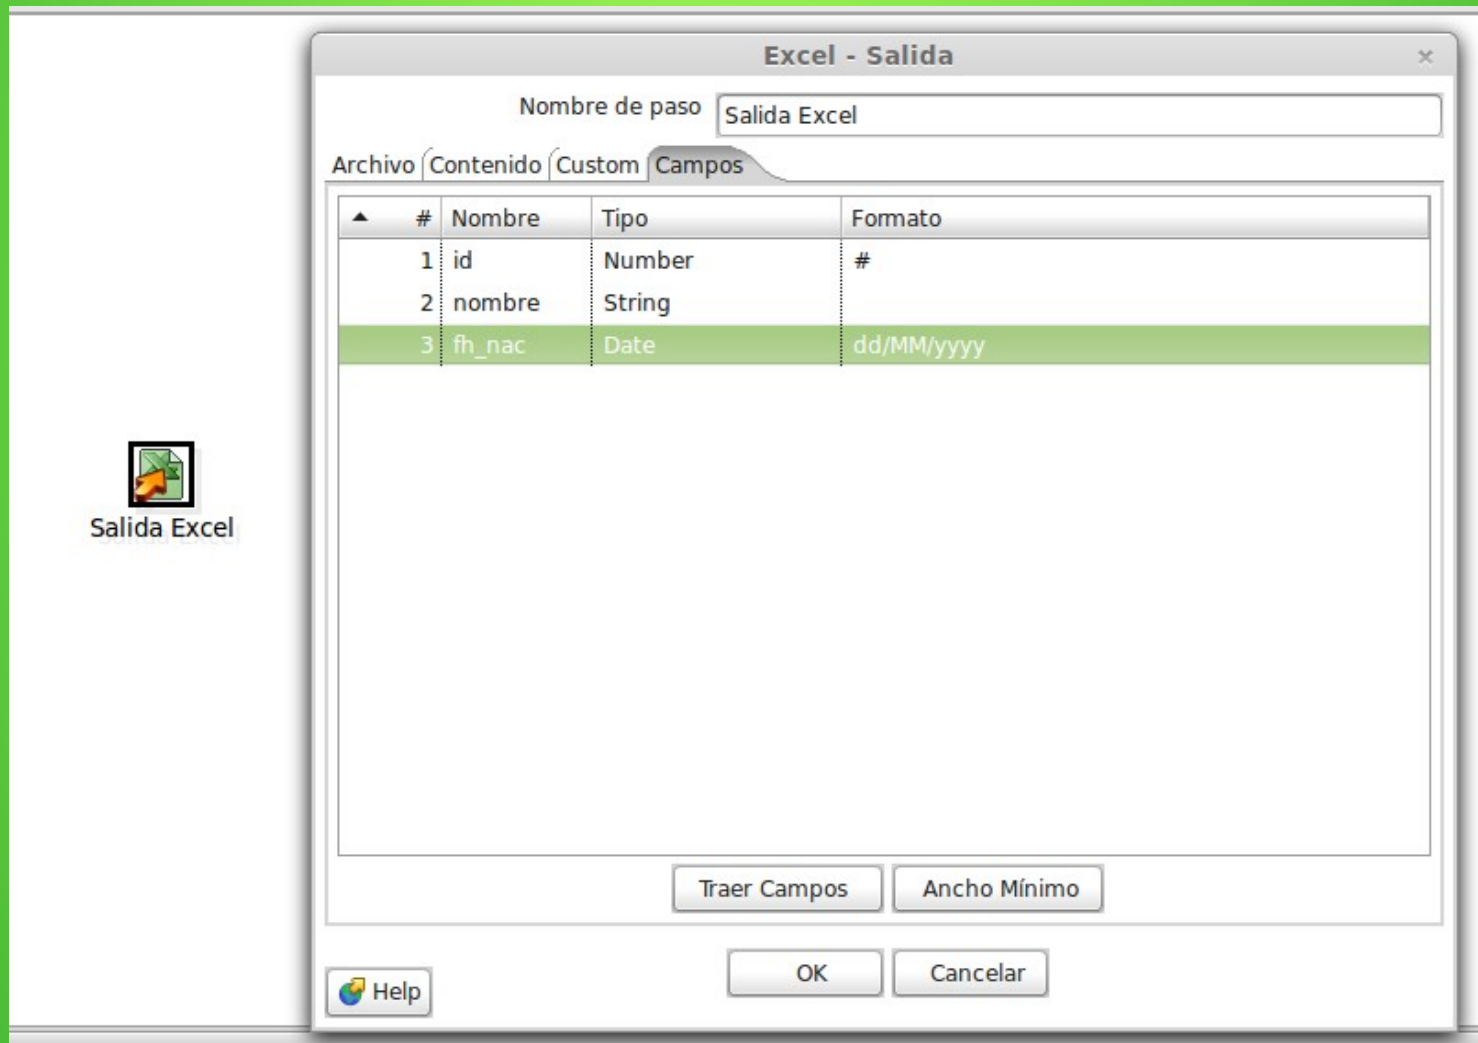 Excel - Salida
Nombre de paso Salida Excel
Archivo Contenido Custom Campos
# Nombre Tipo Formato
1 id Number #
2 nombre String
3 fh_nac Date dd/MM/yyyy
Salida Excel
Traer Campos Ancho Mínimo
OK Cancelar
Help